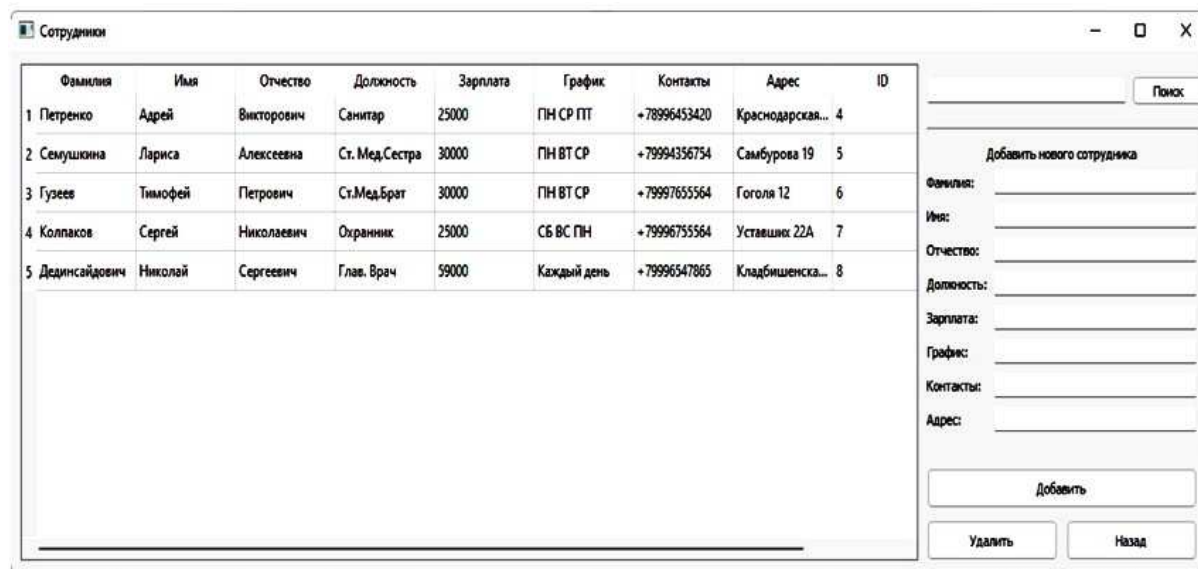 Сотрудники
Фамилия Имя Отчество Должность Зарплата График Контакты Адрес ID
1 Петренко Адрей Викторович Санитар 25000 ПН СР ПТ +78996453420 Краснодарская... 4
2 Семушкина Лариса Алексеевна Ст. Мед.Сестра 30000 ПН ВТ СР +79994356754 Самбурова 19 5
3 Гузеев Тимофей Петрович Ст.Мед.Брат 30000 ПН ВТ СР +79997655564 Гоголя 12 6
4 Колпаков Сергей Николаевич Охранник 25000 СБ ВС ПН +79996755564 Уставших 22А 7
5 Дединсайдович Николай Сергеевич Глав. Врач 59000 Каждый день +79996547865 Кладбишенска... 8
Поиск
Добавить нового сотрудника
Фамилия:
Имя:
Отчество:
Должность:
Зарплата:
График:
Контакты:
Адрес:
Добавить
Удалить Назад